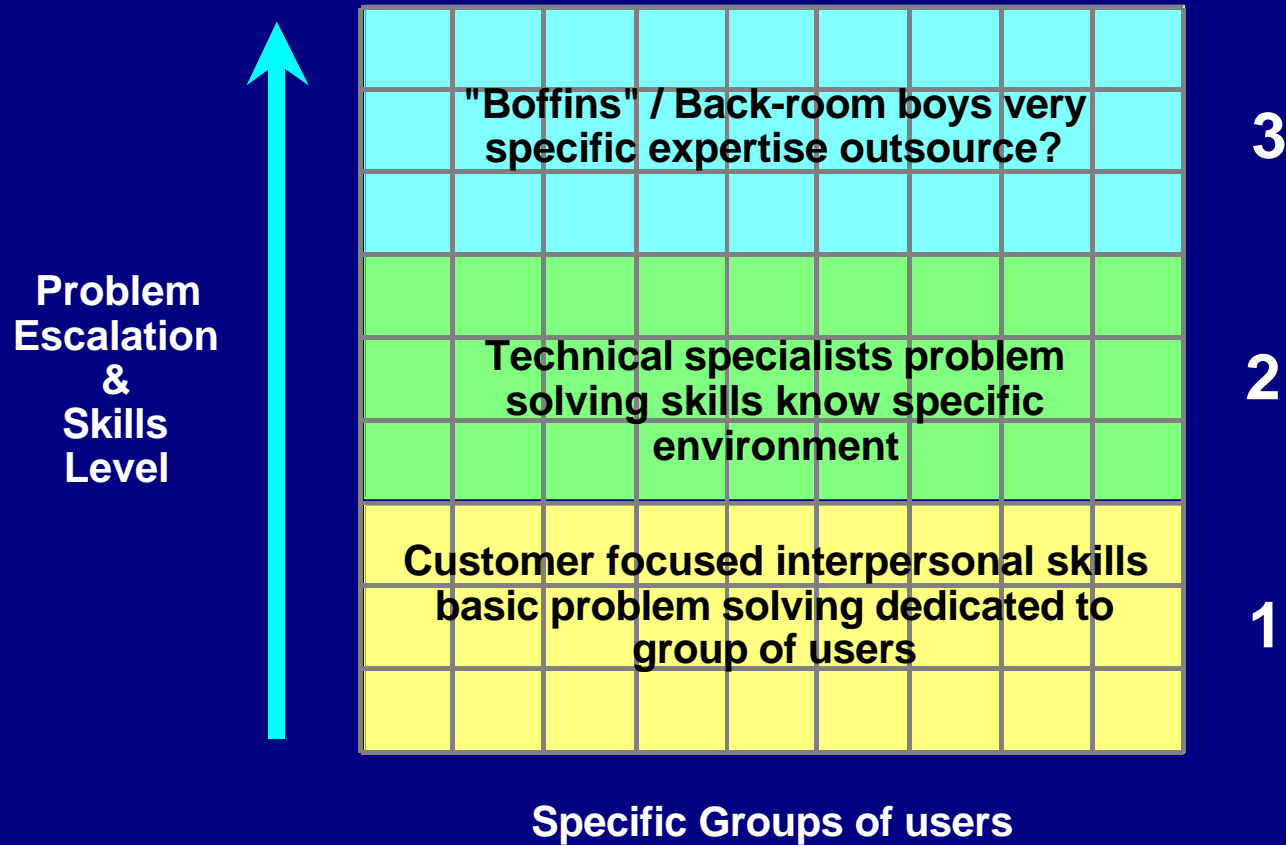 "Boffins" / Back-room boys very
specific expertise outsource?
3
Problem
Escalation
&
Skills
Level
Technical specialists problem
solving skills know specific
environment
2
Customer focused interpersonal skills
basic problem solving dedicated to
group of users
1
Specific Groups of users